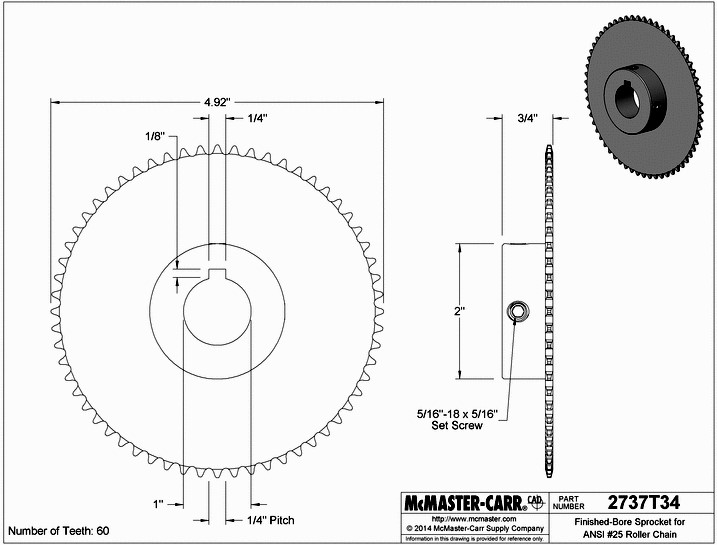 4.92"
1/4"
1/8"
3/4"
2"
5/16"-18 x 5/16"
Set Screw
1"
1/4" Pitch
Number of Teeth: 60
McMASTER-CARR® CAD
http://www.mcmaster.com
© 2014 McMaster-Carr Supply Company
Information in this drawing is provided for reference only.
PART
NUMBER
2737T34
Finished-Bore Sprocket for
ANSI #25 Roller Chain